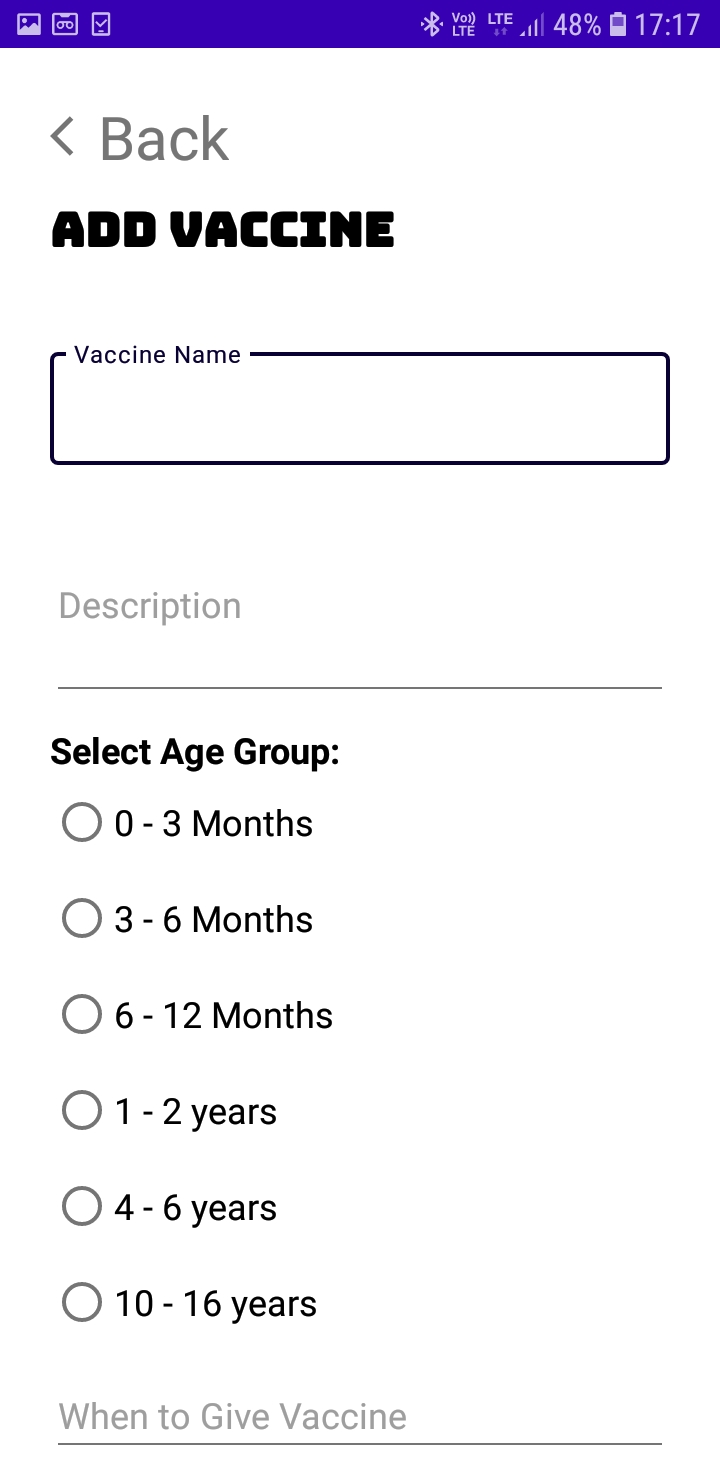 Vo)) LTE LTE 48% 17:17
< Back
ADD VACCINE
Vaccine Name
Description
Select Age Group:
0 - 3 Months
3 - 6 Months
6 - 12 Months
1 - 2 years
4 - 6 years
10 - 16 years
When to Give Vaccine